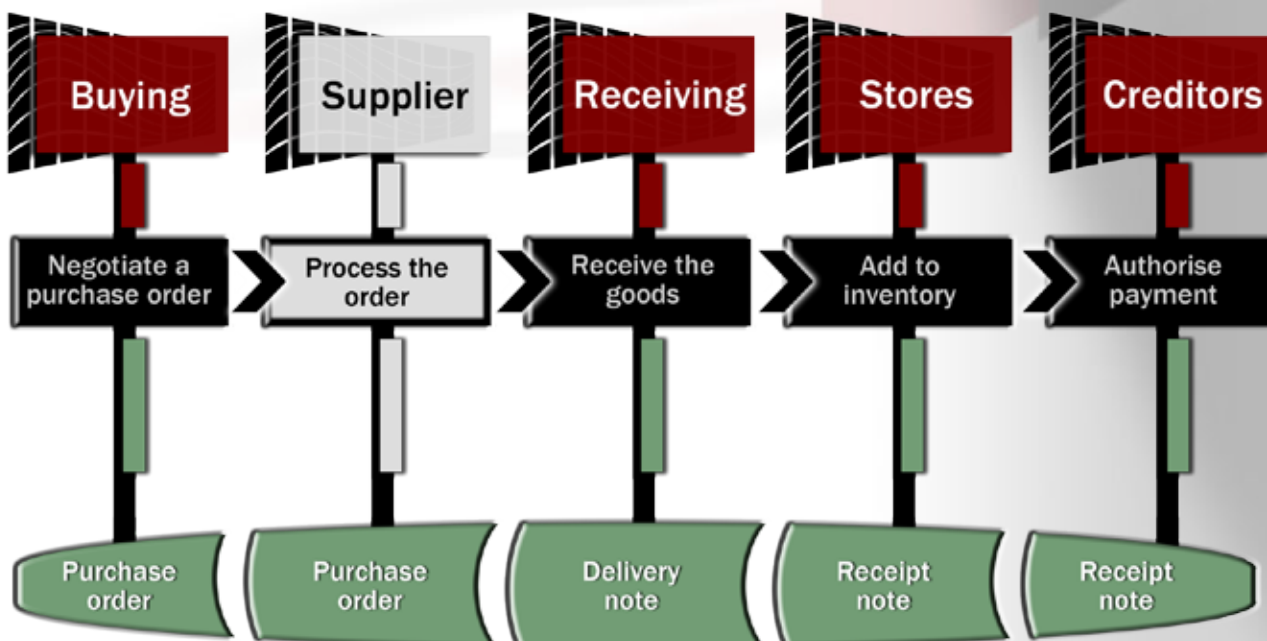 Buying
Supplier
Receiving
Stores
Creditors
Negotiate a
purchase order
Process the
order
Receive the
goods
Add to
inventory
Authorise
payment
Purchase
order
Purchase
order
Delivery
note
Receipt
note
Receipt
note